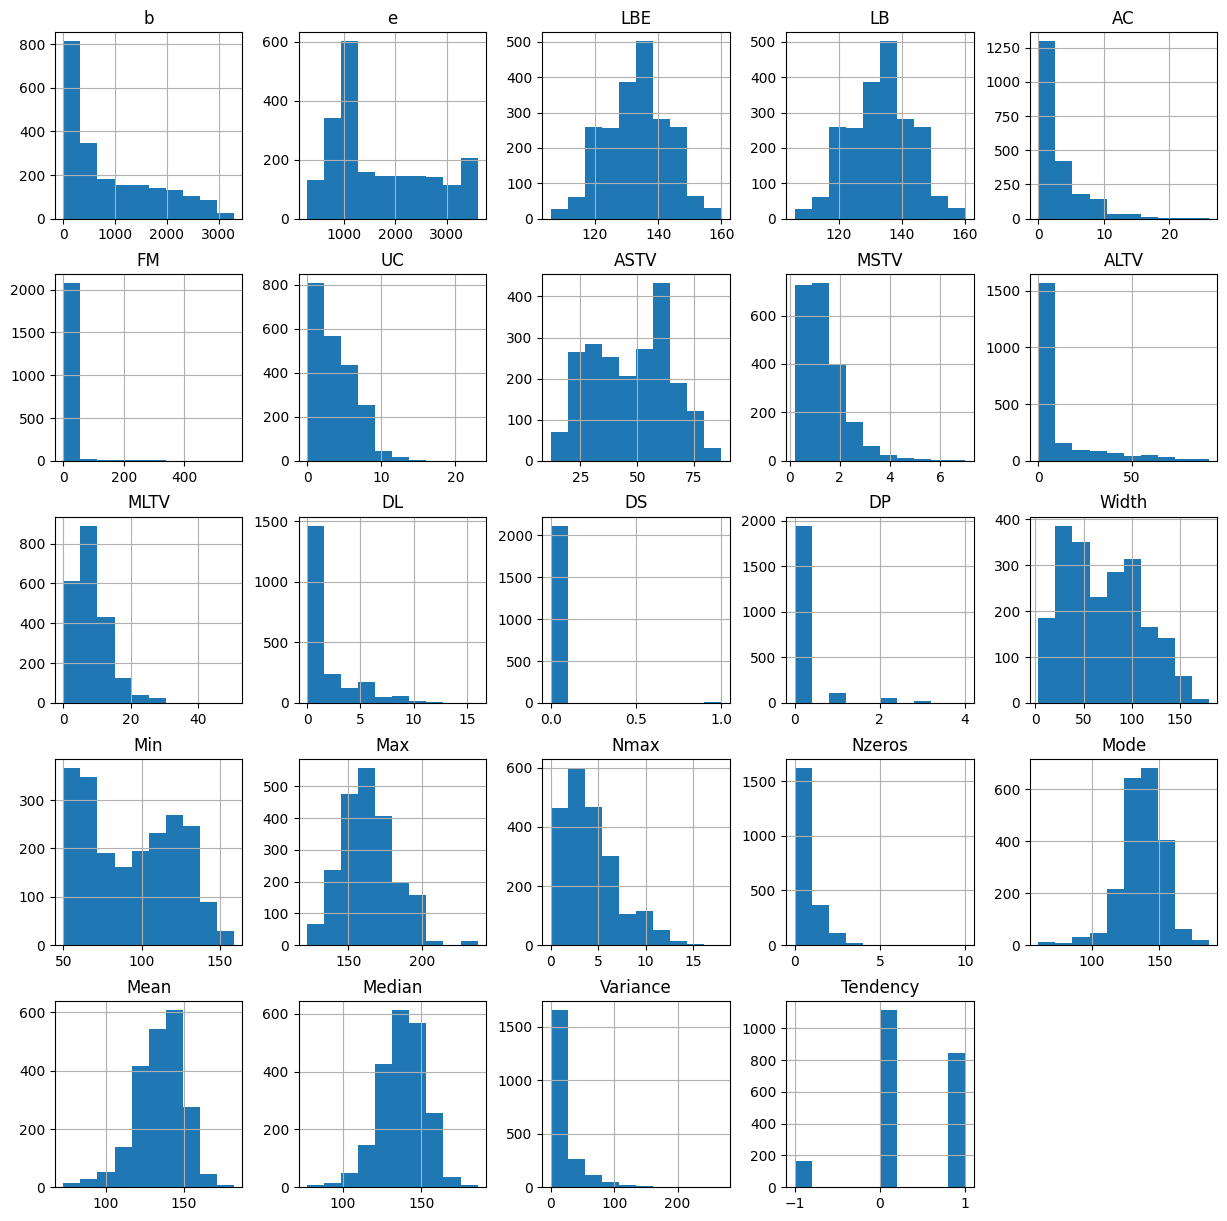 b e LBE LB AC
800 600 400 200 0
0 1000 2000 3000
600 400 200 0
1000 2000 3000
500 400 300 200 100 0
120 140 160
500 400 300 200 100 0
120 140 160
1250 1000 750 500 250 0
0 10 20
FM UC ASTV MSTV ALTV
2000 1500 1000 500 0
0 200 400
800 600 400 200 0
0 10 20
400 300 200 100 0
25 50 75
600 400 200 0
0 2 4 6
1500 1000 500 0
0 50
MLTV DL DS DP Width
800 600 400 200 0
0 20 40
1500 1000 500 0
0 5 10 15
2000 1500 1000 500 0
0.0 0.5 1.0
2000 1500 1000 500 0
0 2 4
400 300 200 100 0
0 50 100 150
Min Max Nmax Nzeros Mode
300 200 100 0
50 100 150
500 400 300 200 100 0
150 200
600 400 200 0
0 5 10 15
1500 1000 500 0
0 5 10
600 400 200 0
100 150
Mean Median Variance Tendency
600 400 200 0
100 150
600 400 200 0
100 150
1500 1000 500 0
0 100 200
1000 800 600 400 200 0
−1 0 1